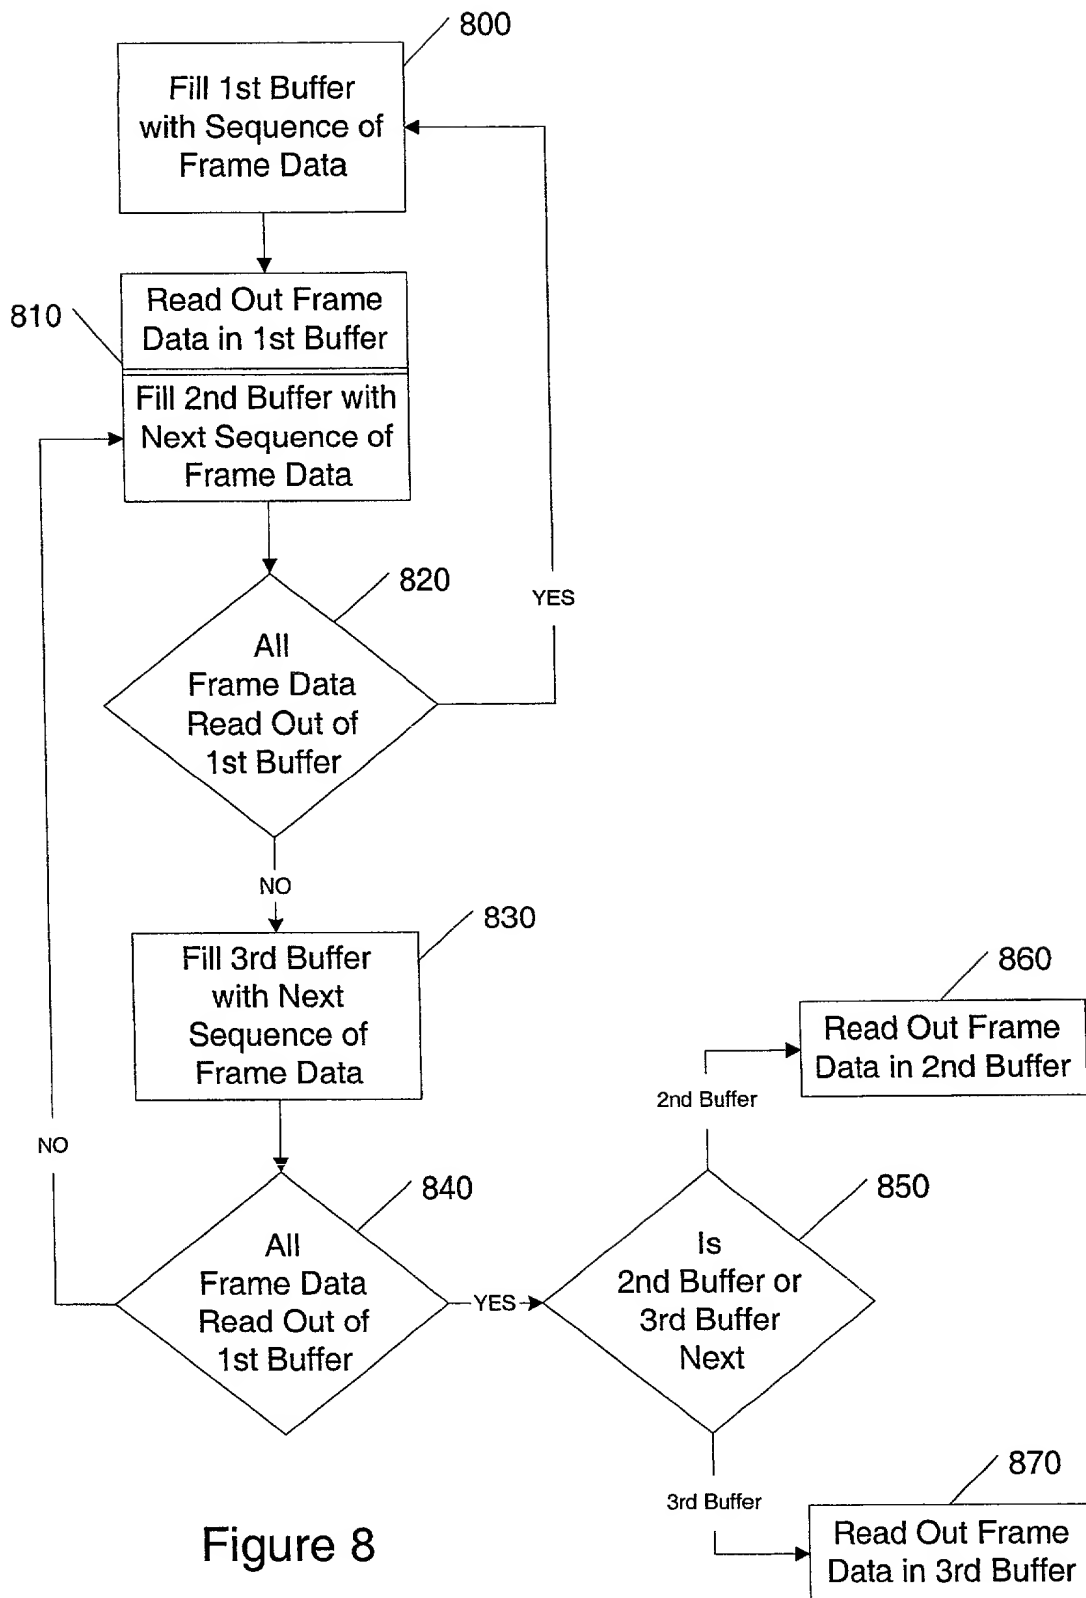 800
Fill 1st Buffer
with Sequence of
Frame Data
810
Read Out Frame
Data in 1st Buffer
Fill 2nd Buffer with
Next Sequence of
Frame Data
820
YES
All
Frame Data
Read Out of
1st Buffer
NO
830
Fill 3rd Buffer
with Next
Sequence of
Frame Data
860
Read Out Frame
Data in 2nd Buffer
2nd Buffer
NO
840
All
Frame Data
Read Out of
1st Buffer
YES
850
Is
2nd Buffer or
3rd Buffer
Next
3rd Buffer
870
Read Out Frame
Data in 3rd Buffer
Figure 8